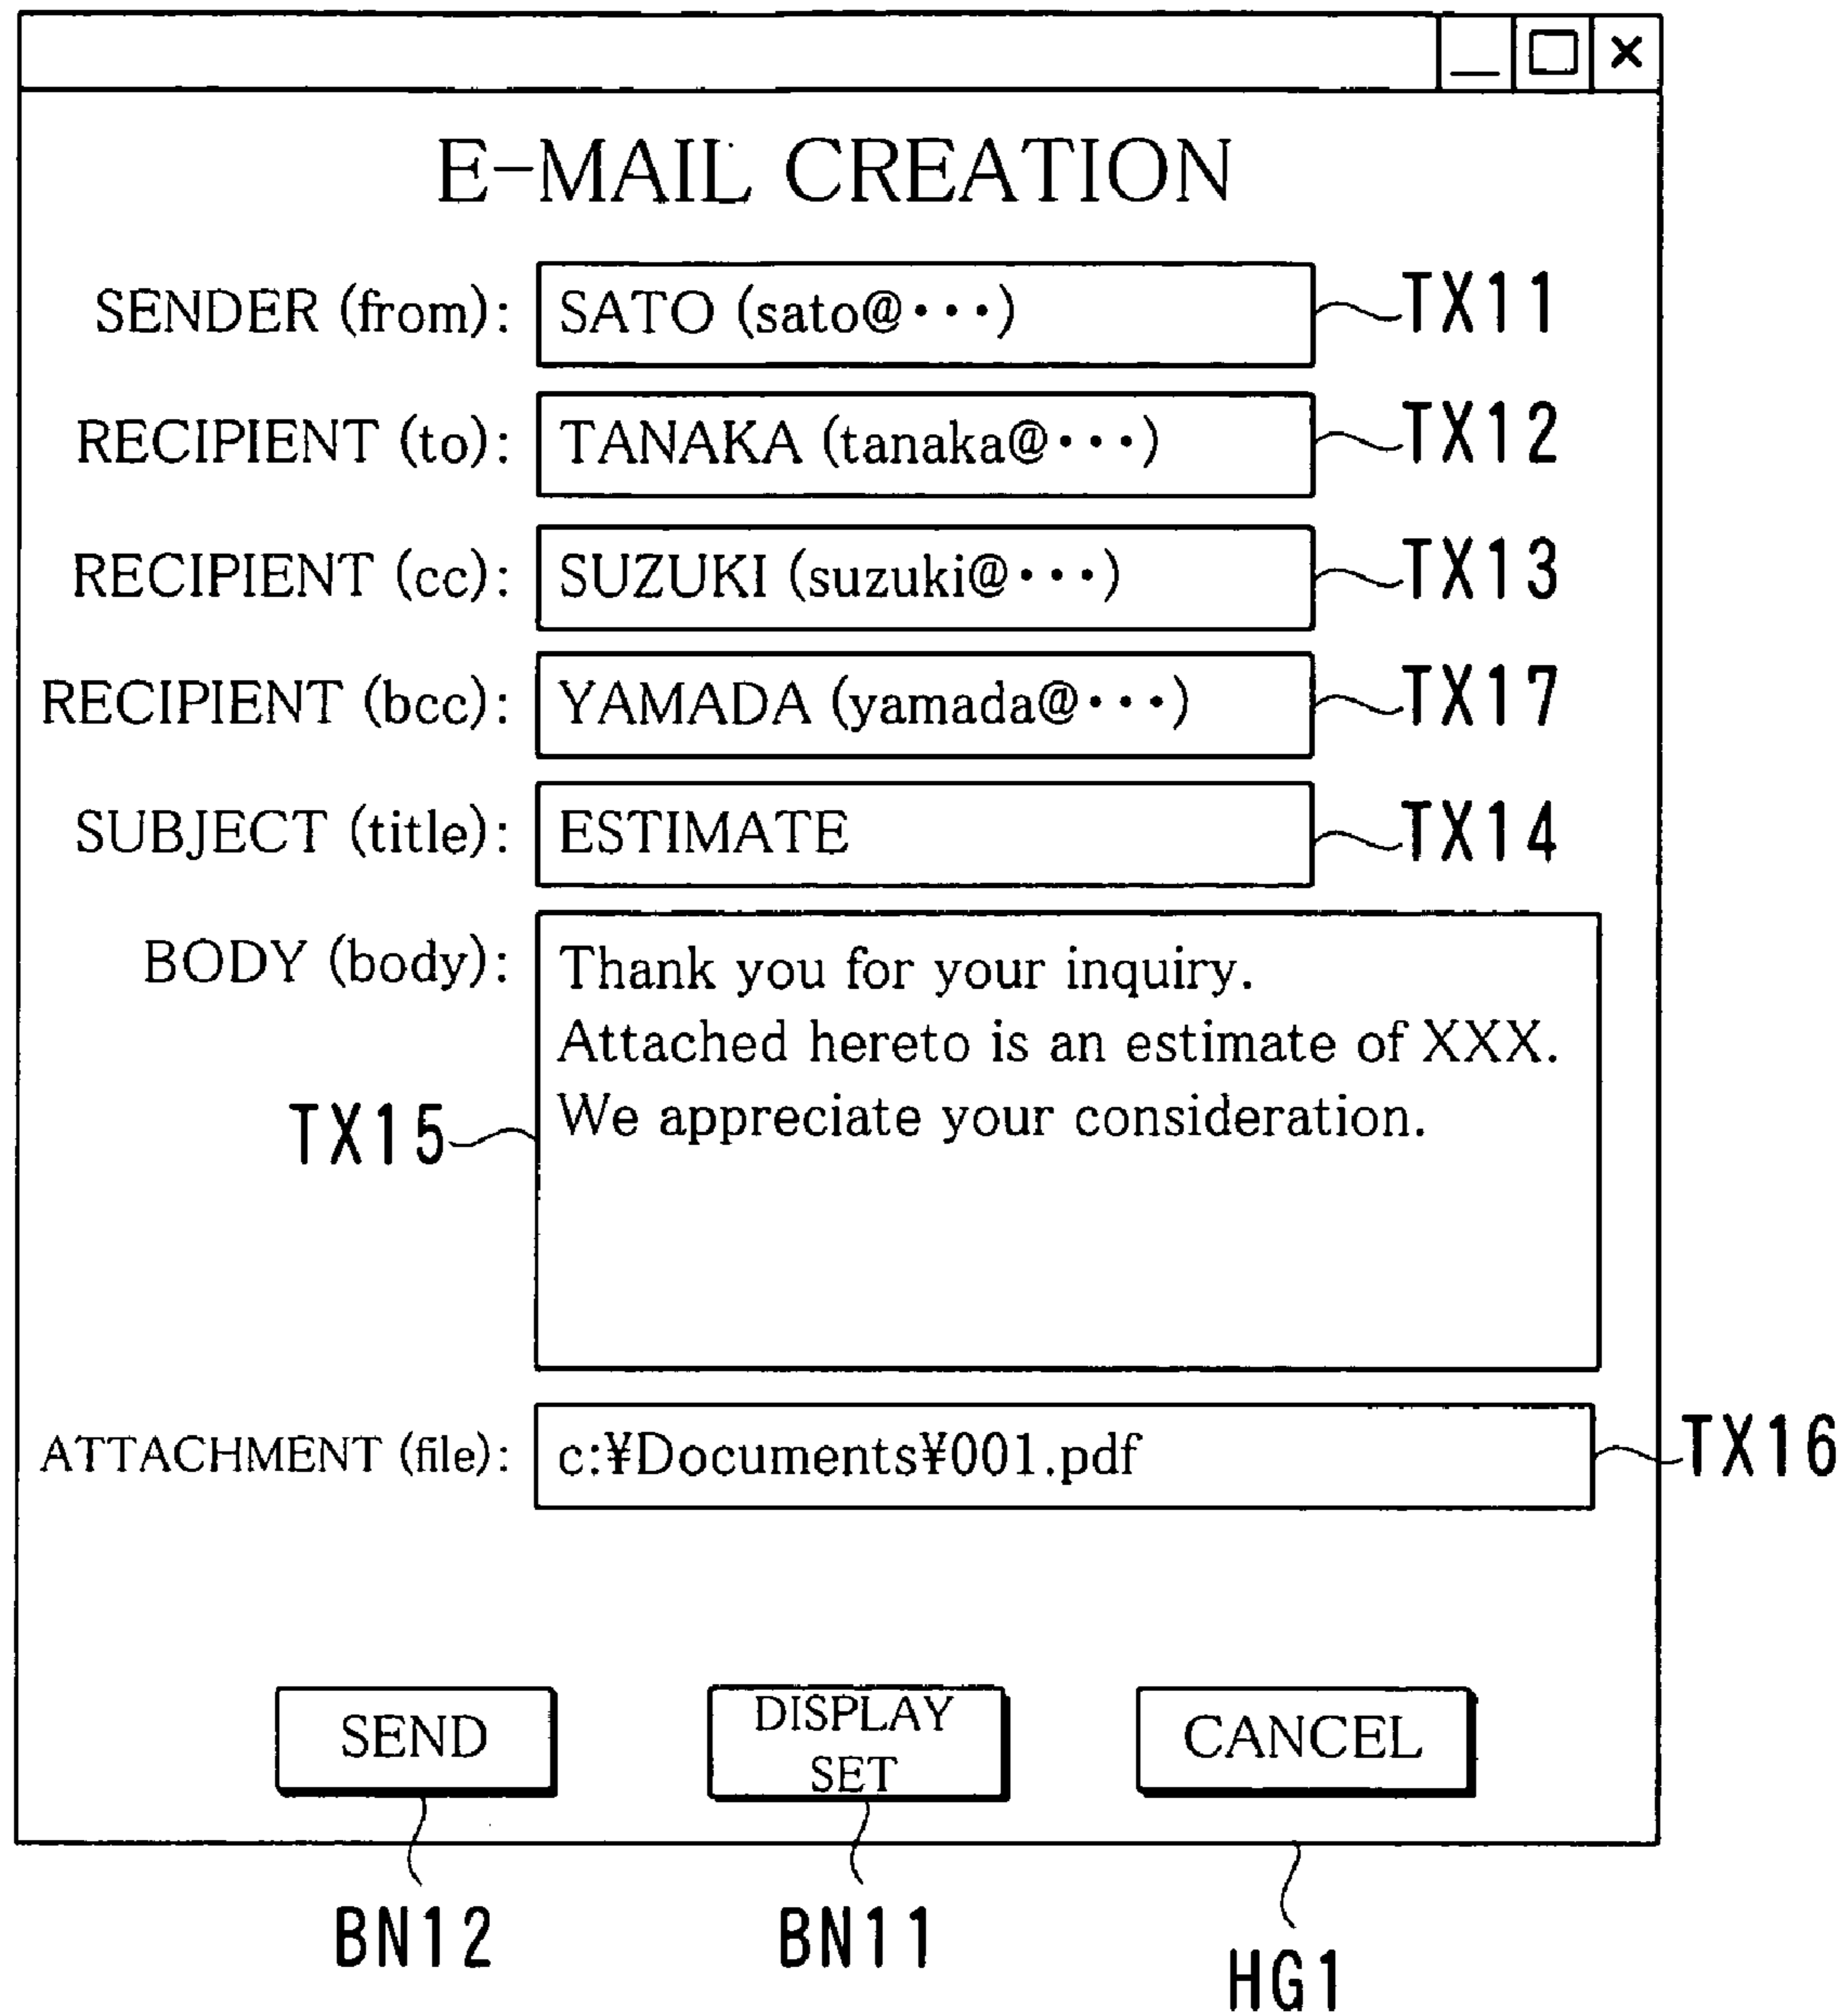 E-MAIL CREATION
SENDER (from): SATO (sato@···) TX11
RECIPIENT (to): TANAKA (tanaka@···) TX12
RECIPIENT (cc): SUZUKI (suzuki@···) TX13
RECIPIENT (bcc): YAMADA (yamada@···) TX17
SUBJECT (title): ESTIMATE TX14
BODY (body): Thank you for your inquiry.
Attached hereto is an estimate of XXX.
We appreciate your consideration.
TX15
ATTACHMENT (file): c:¥Documents¥001.pdf TX16
SEND
DISPLAY
SET
CANCEL
BN12 BN11 HG1